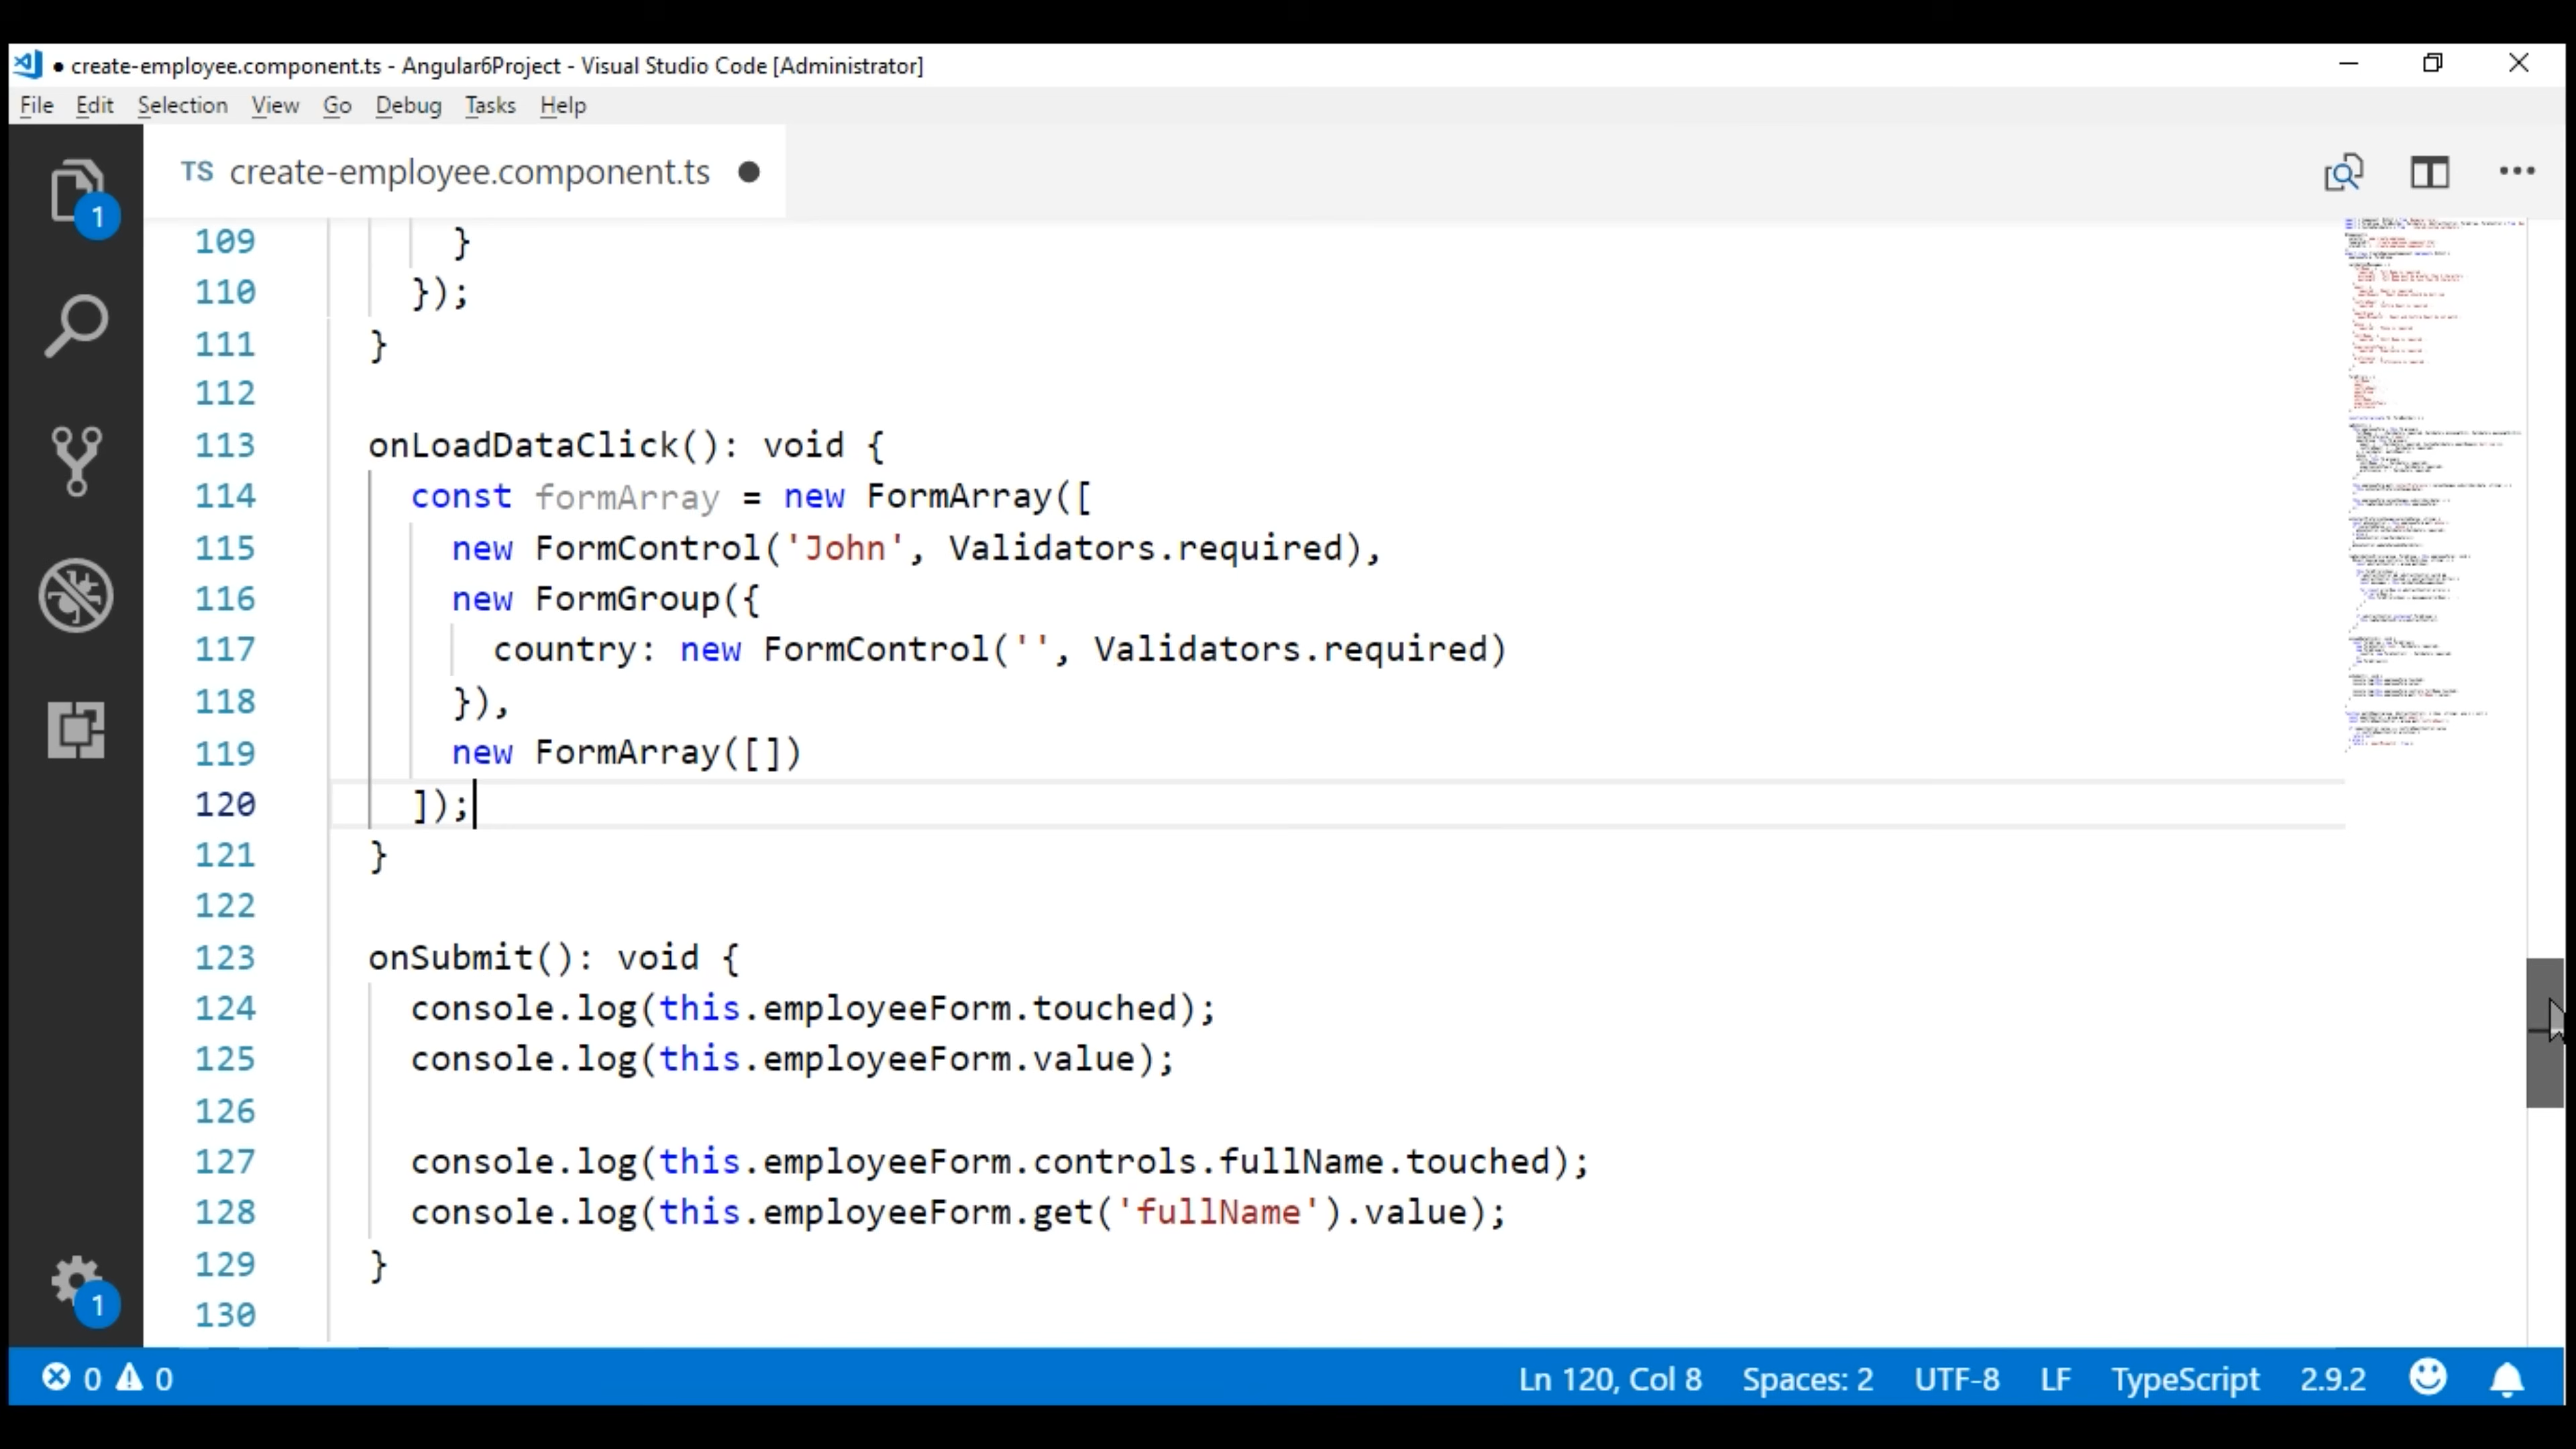 ● create-employee.component.ts - Angular6Project - Visual Studio Code [Administrator]
File Edit Selection View Go Debug Tasks Help
TS create-employee.component.ts ●
1
109 }
110 });
111 }
112
113 onLoadDataClick(): void {
114 const formArray = new FormArray([
115 new FormControl('John', Validators.required),
116 new FormGroup({
117 country: new FormControl('', Validators.required)
118 }),
119 new FormArray([])
120 ]);
121 }
122
123 onSubmit(): void {
124 console.log(this.employeeForm.touched);
125 console.log(this.employeeForm.value);
126
127 console.log(this.employeeForm.controls.fullName.touched);
128 console.log(this.employeeForm.get('fullName').value);
129 }
130
1
0 0 Ln 120, Col 8 Spaces: 2 UTF-8 LF TypeScript 2.9.2